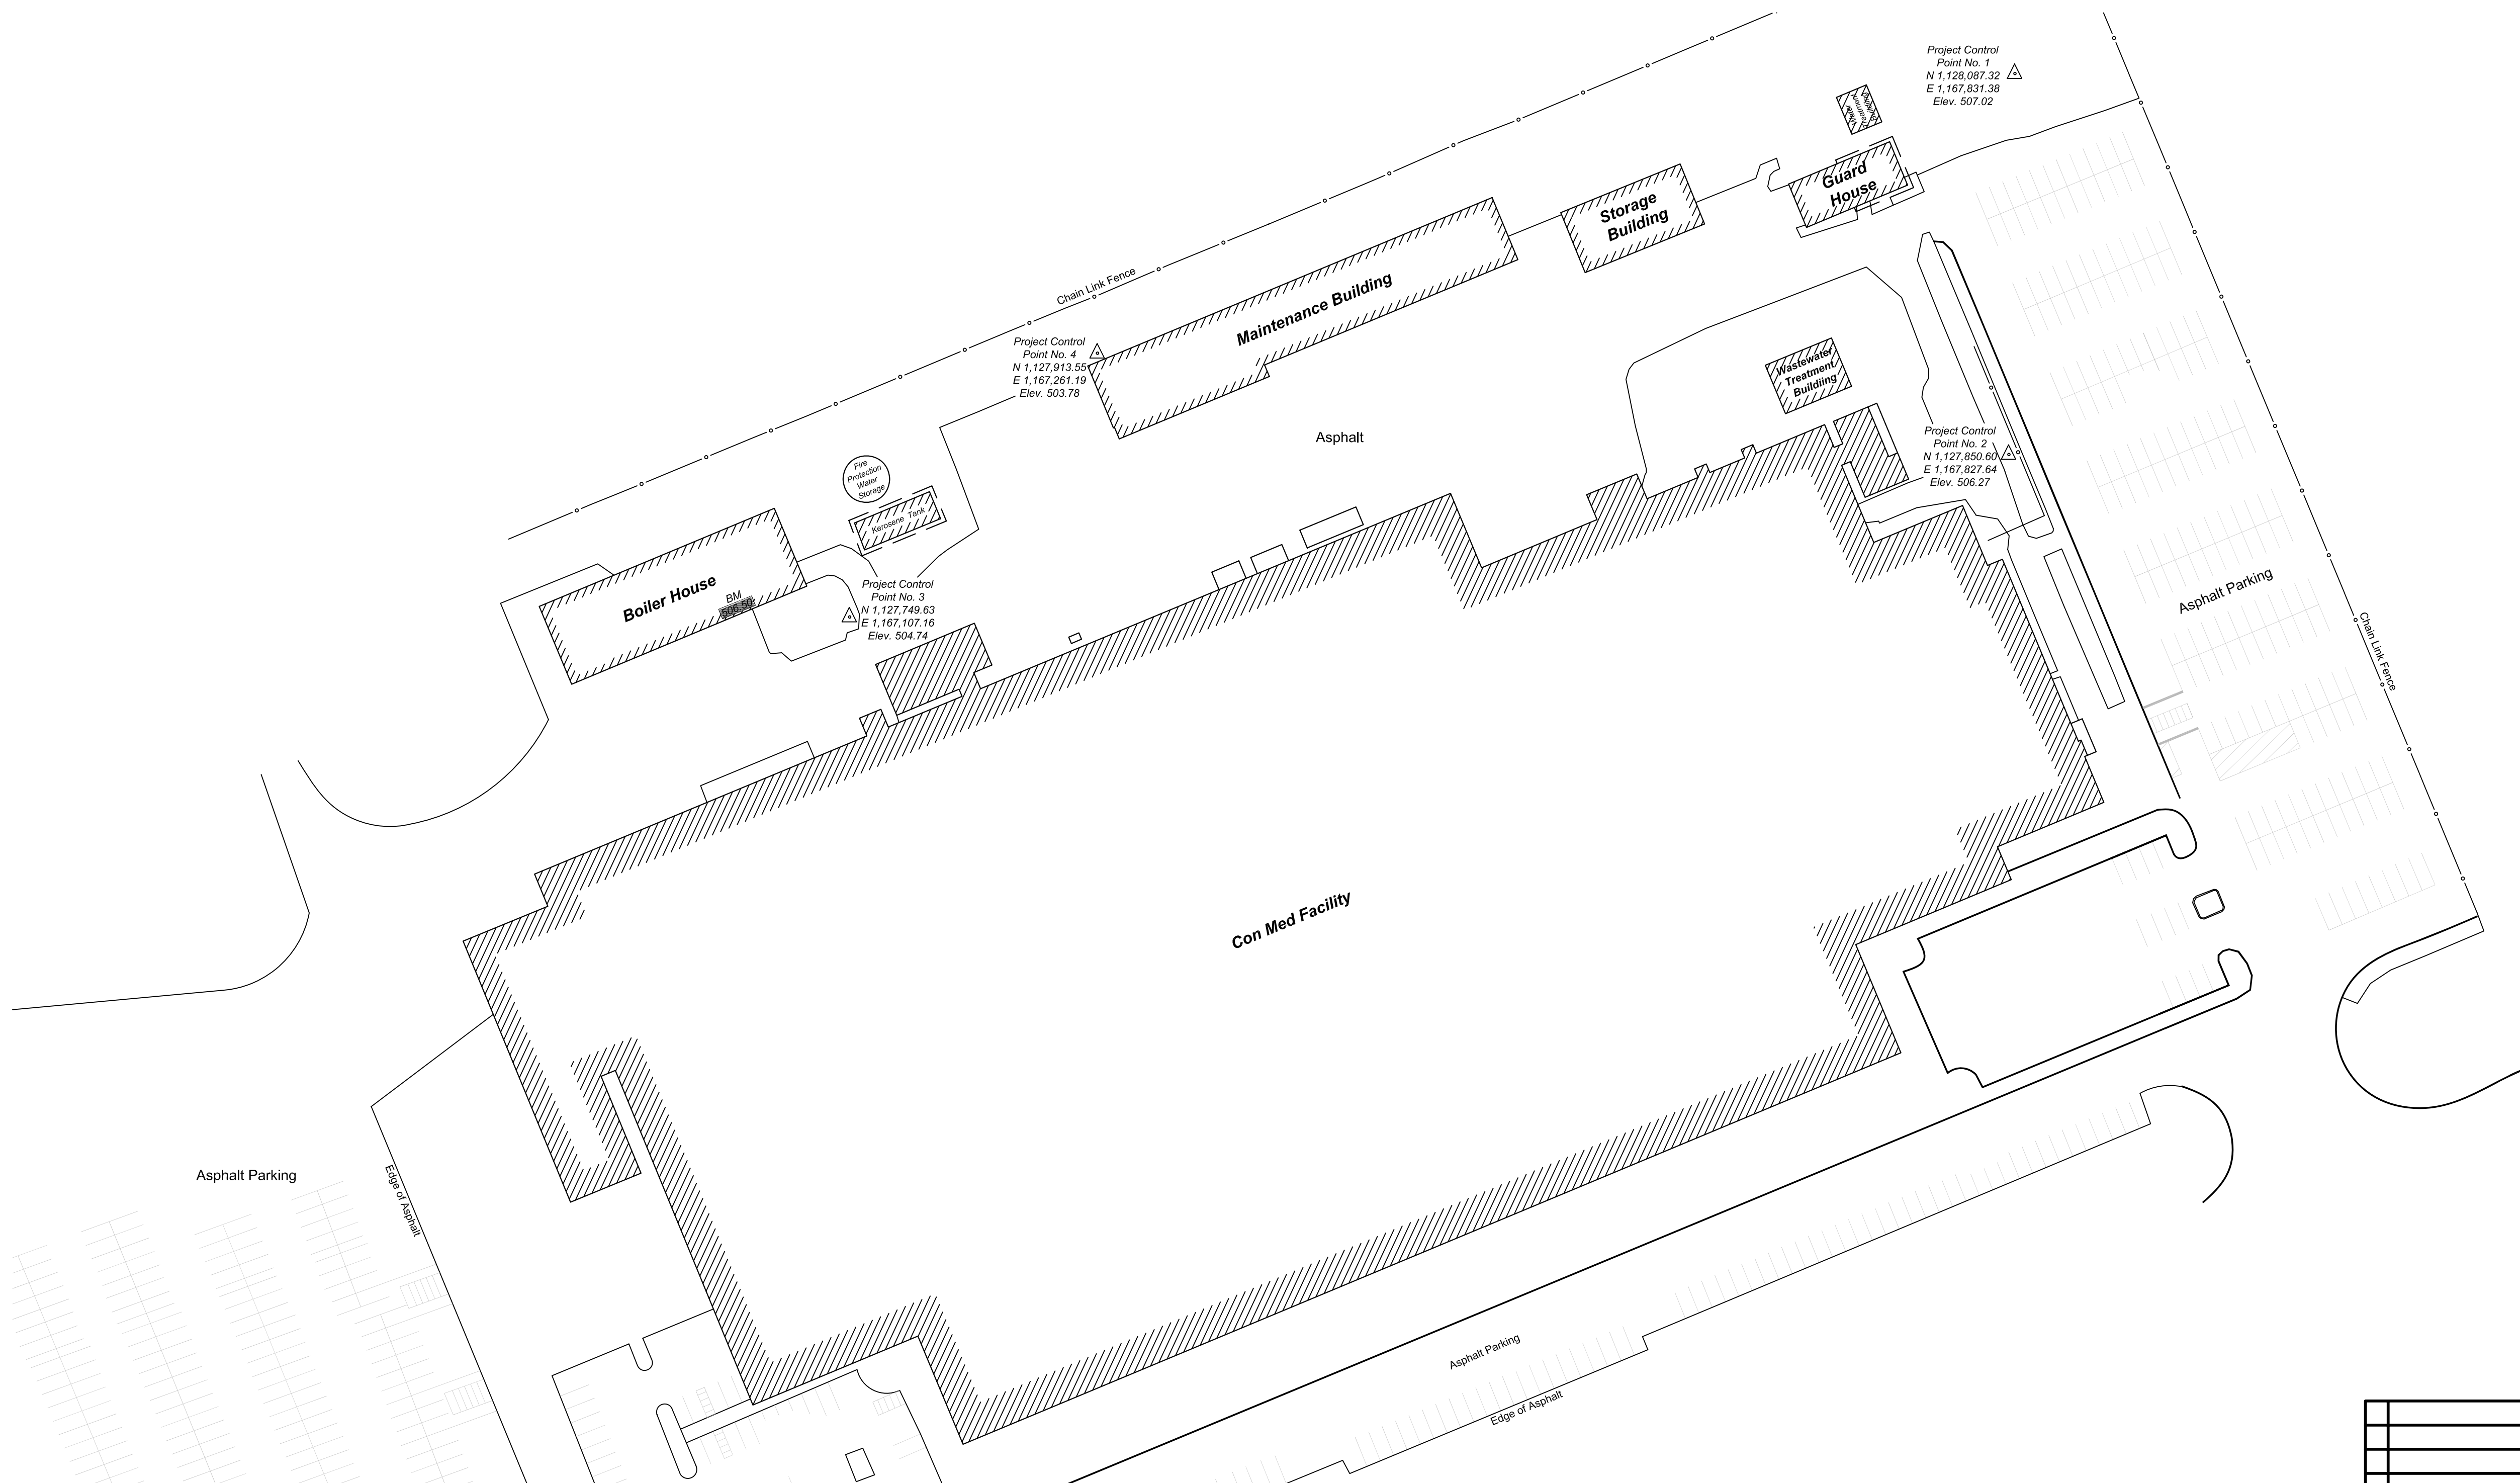 Project Control
Point No. 1
N 1,128,087.32
E 1,167,831.38
Elev. 507.02
Water
Treatment
Building
Guard
House
Storage
Building
Chain Link Fence
Maintenance Building
Project Control
Point No. 4
N 1,127,913.55
E 1,167,261.19
Elev. 503.78
Wastewater
Treatment
Buildiing
Asphalt
Project Control
Point No. 2
N 1,127,850.60
E 1,167,827.64
Elev. 506.27
Fire
Protection
Water
Storage
Kerosene Tank
Boiler House
BM
506.50
Project Control
Point No. 3
N 1,127,749.63
E 1,167,107.16
Elev. 504.74
Asphalt Parking
Chain Link Fence
Con Med Facility
Asphalt Parking
Edge of Asphalt
Asphalt Parking
Edge of Asphalt